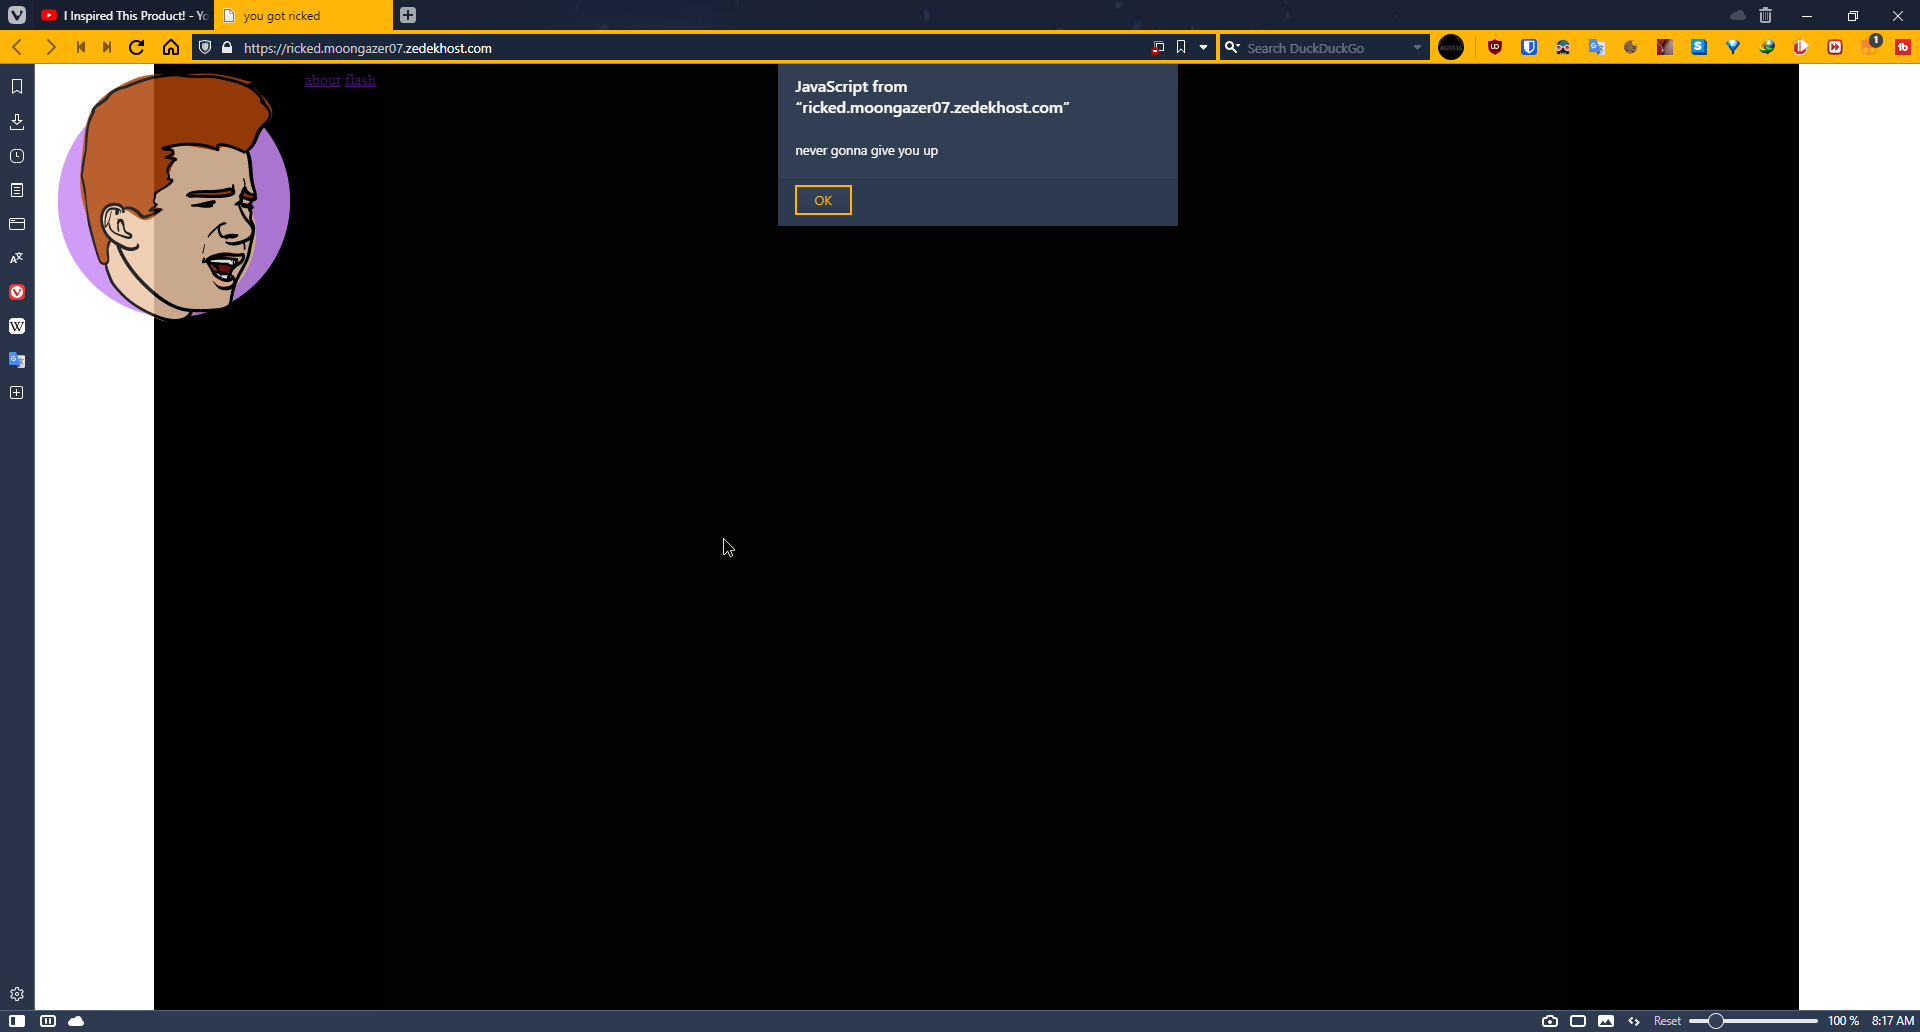 I Inspired This Product! - Yo
you got ricked
https://ricked.moongazer07.zedekhost.com
Search DuckDuckGo
1
about flash
JavaScript from
“ricked.moongazer07.zedekhost.com”
never gonna give you up
OK
Reset
100 %
8:17 AM